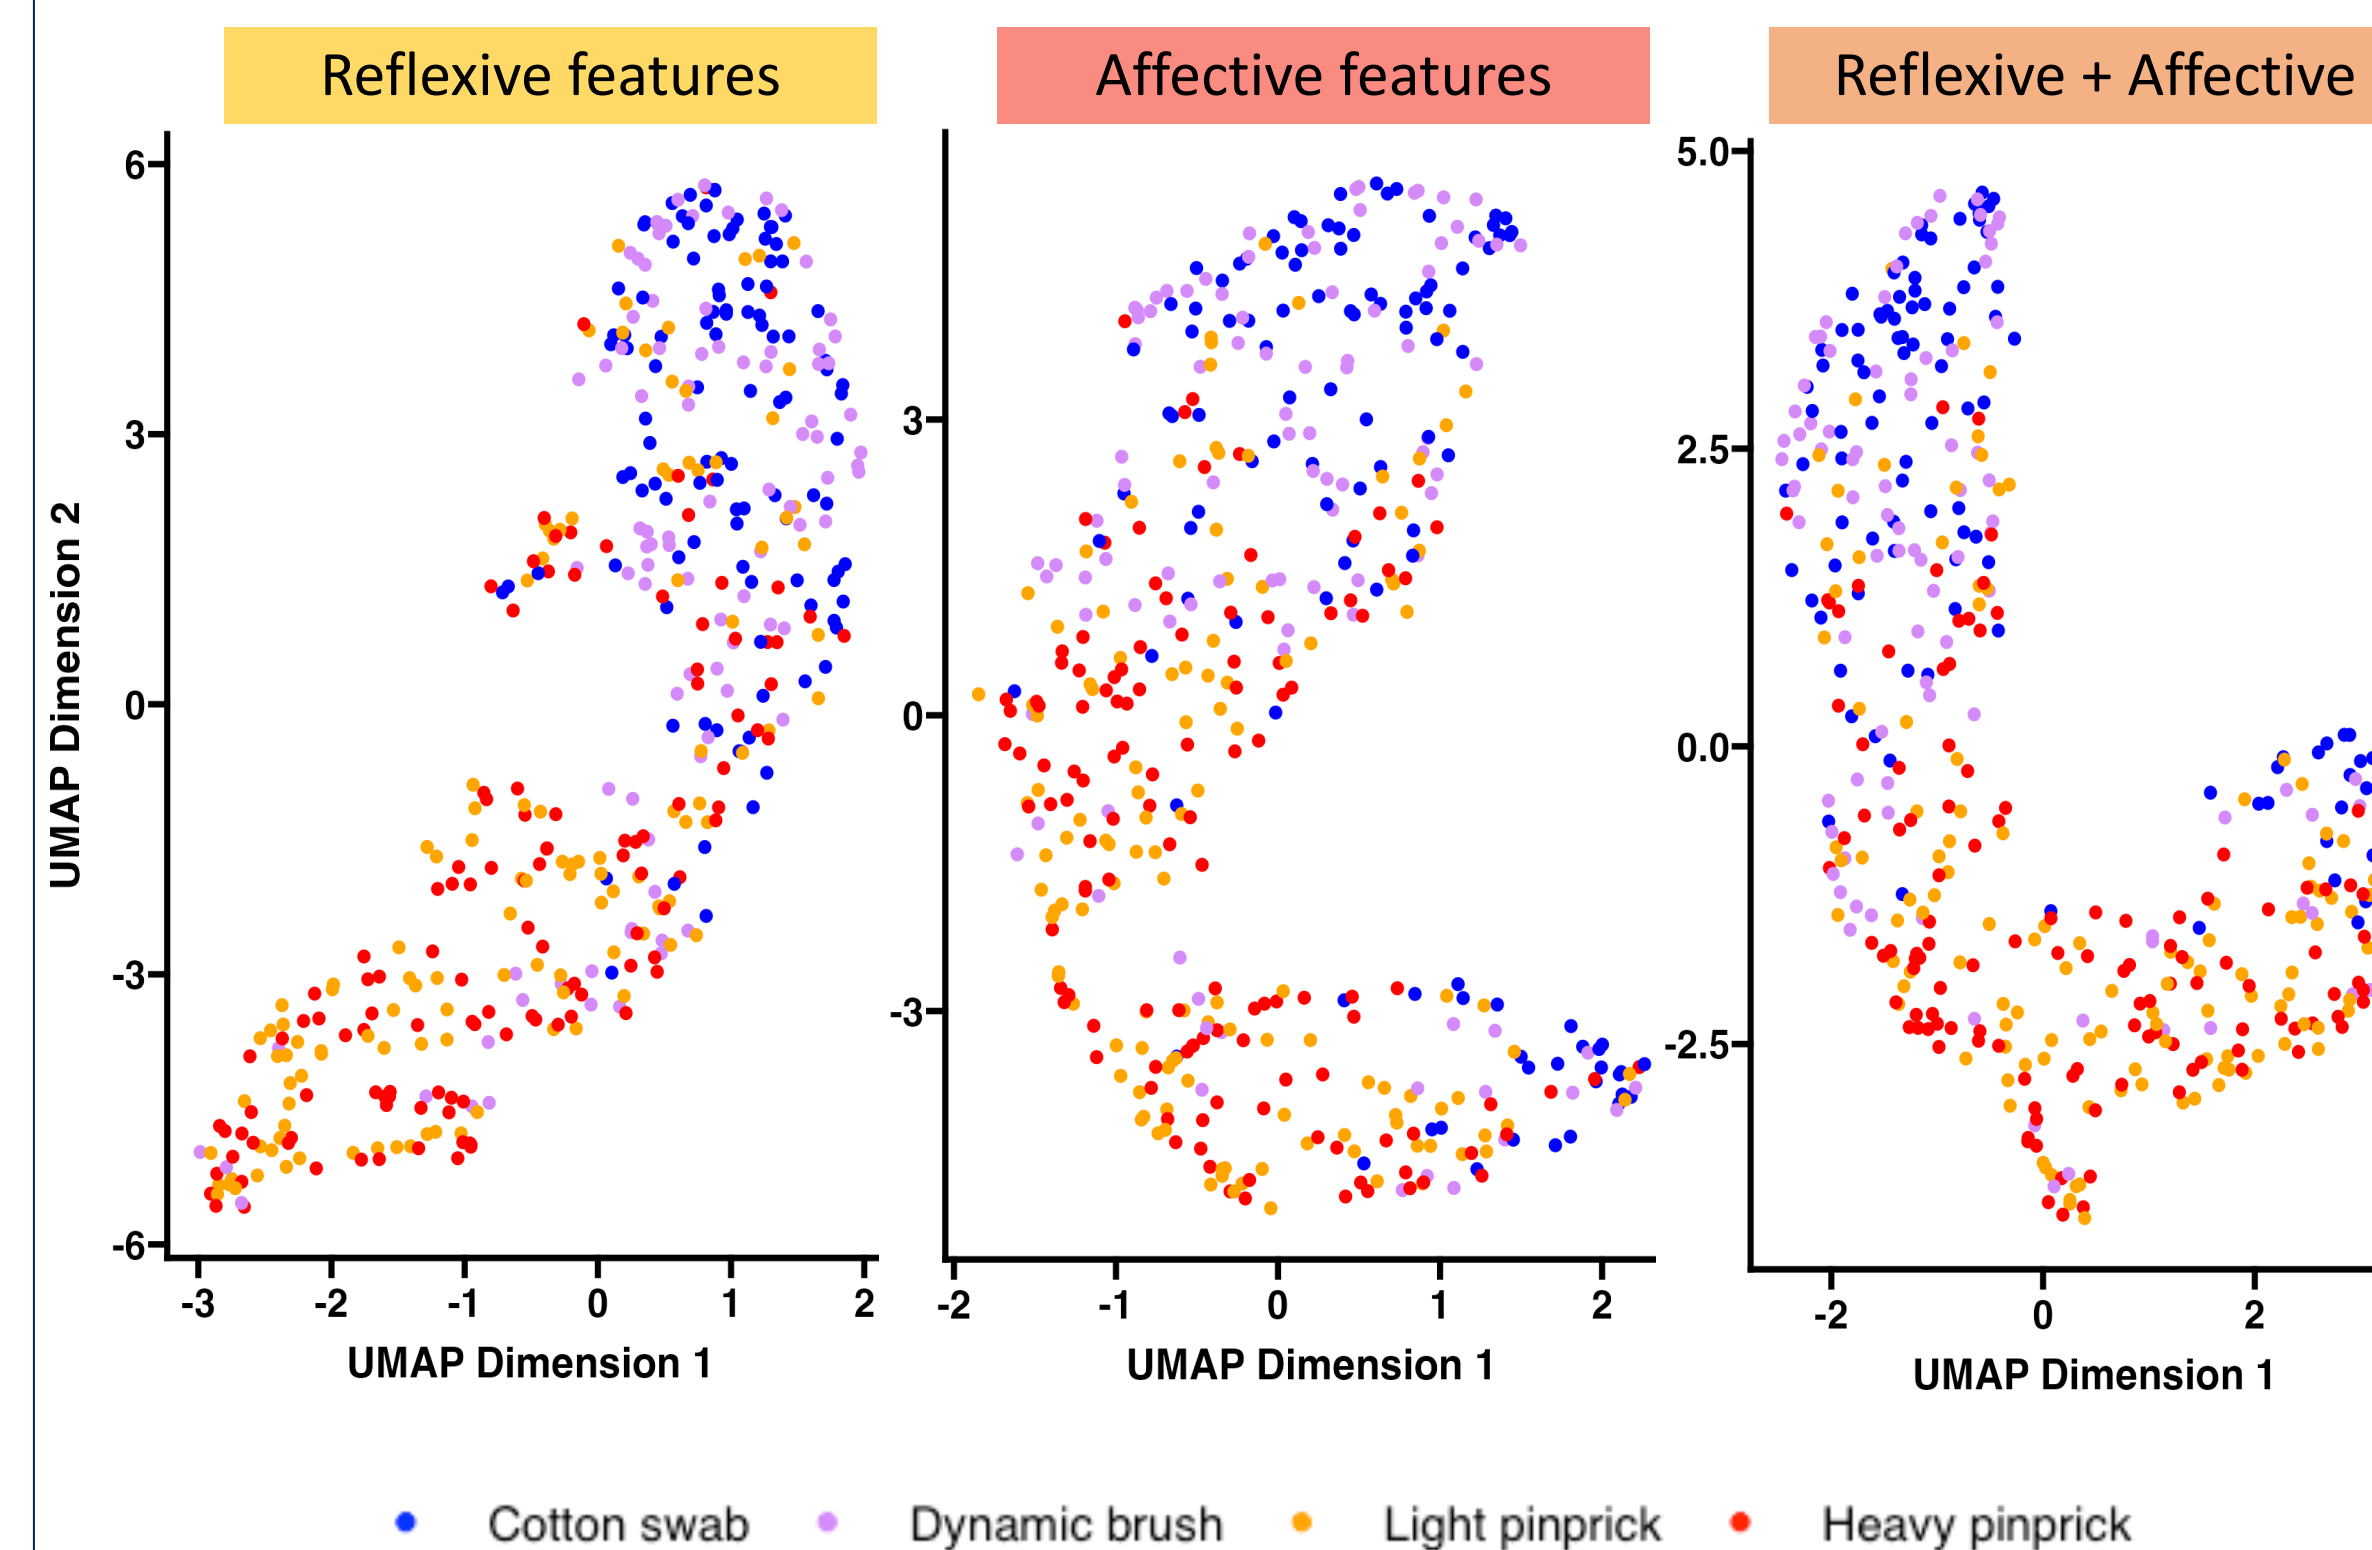 Reflexive features
Affective features
Reflexive + Affective
UMAP Dimension 2
6
3
0
-3
-6
-3
-2
-1
0
1
2
UMAP Dimension 1
3
0
-3
-2
-1
0
1
2
UMAP Dimension 1
5.0
2.5
0.0
-2.5
-2
0
2
UMAP Dimension 1
Cotton swab
Dynamic brush
Light pinprick
Heavy pinprick